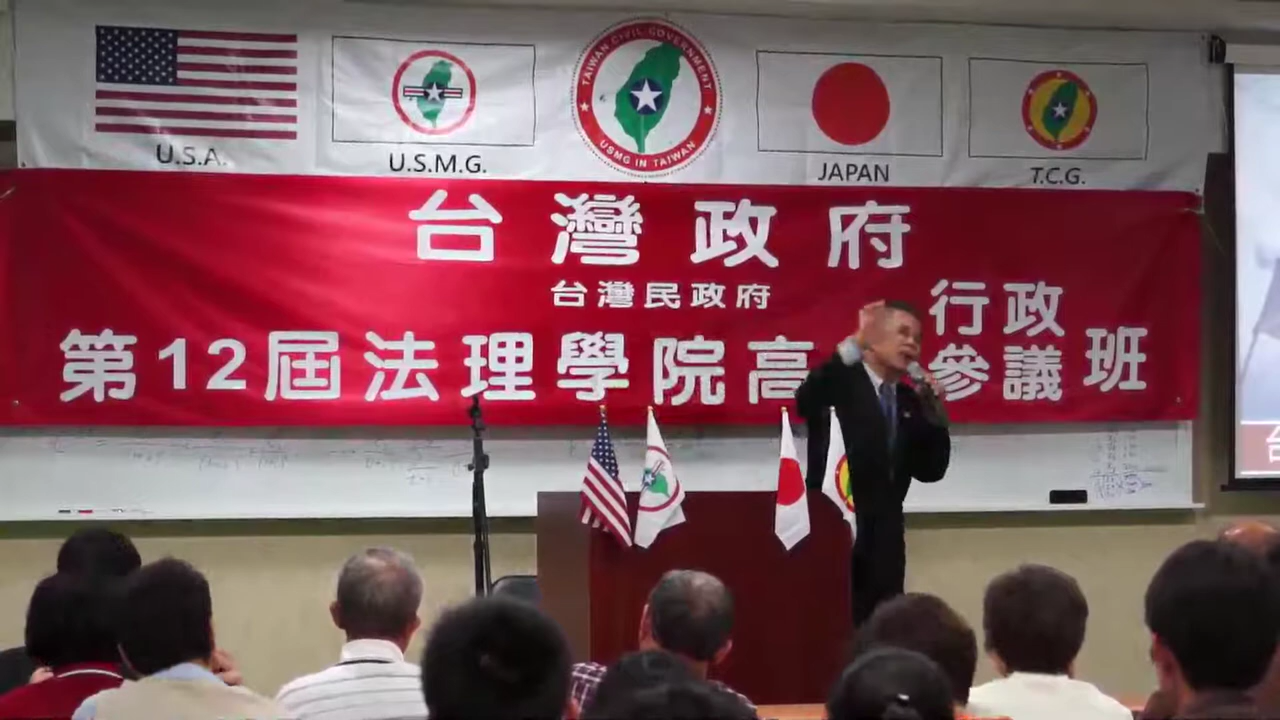 TAIWAN CIVIL GOVERNMENT
USMG IN TAIWAN
U.S.A.
U.S.M.G.
JAPAN
T.C.G.
台灣政府
台灣民政府
行政
第12屆法理學院高
參議
班
台